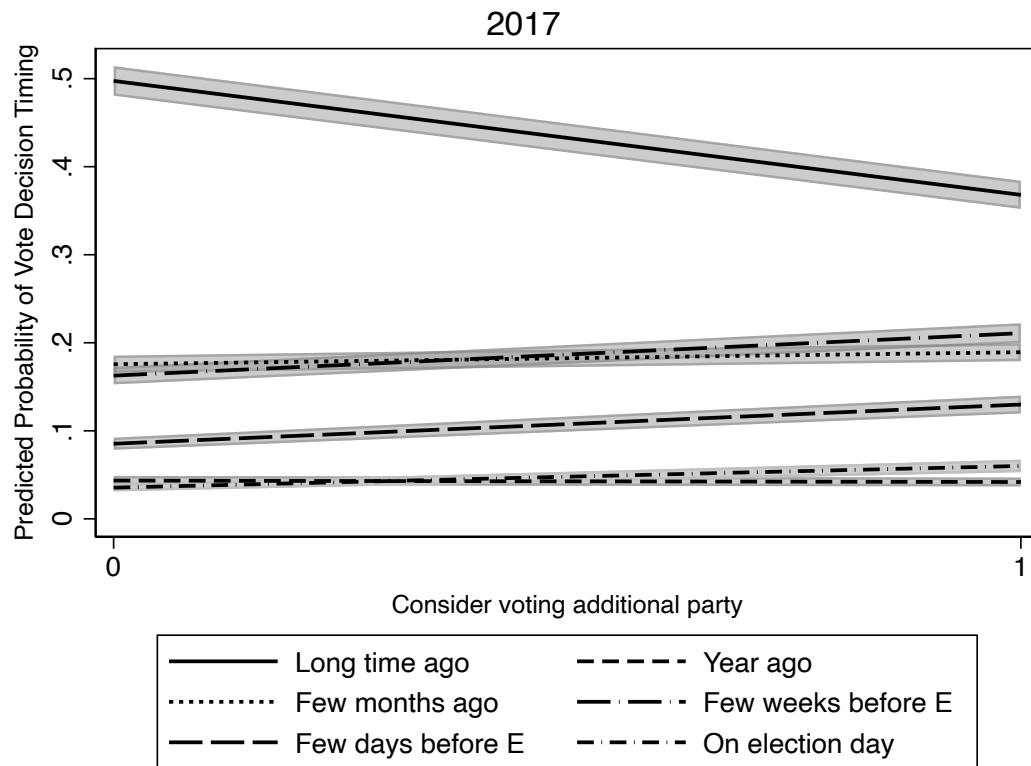 2017
Predicted Probability of Vote Decision Timing
.5
.4
.3
.2
.1
0
0 1
Consider voting additional party
Long time ago Year ago
Few months ago Few weeks before E
Few days before E On election day